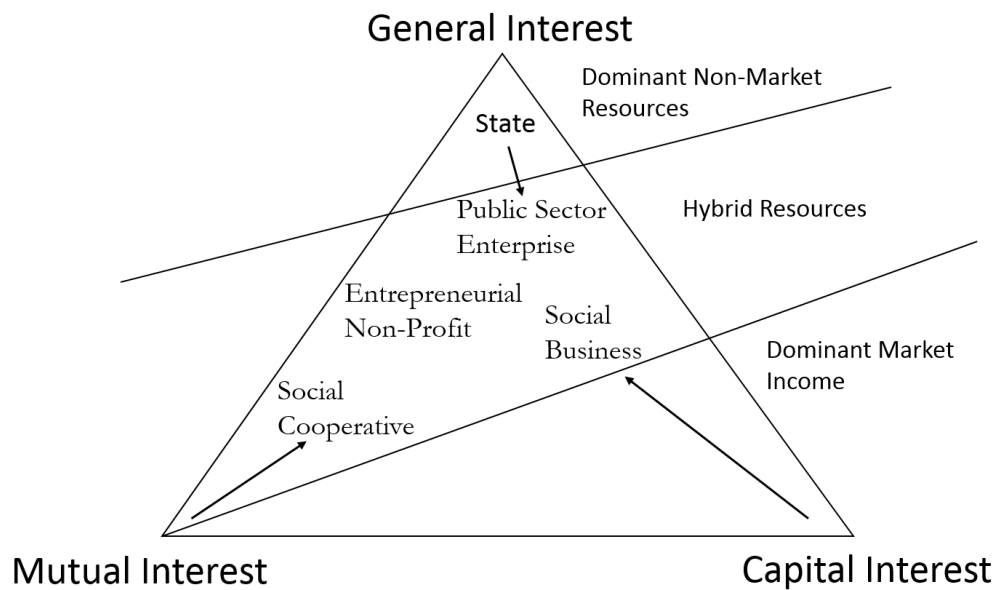 General Interest
Dominant Non-Market
Resources
State
Public Sector
Enterprise
Hybrid Resources
Entrepreneurial
Non-Profit
Social
Business
Dominant Market
Income
Social
Cooperative
Mutual Interest
Capital Interest